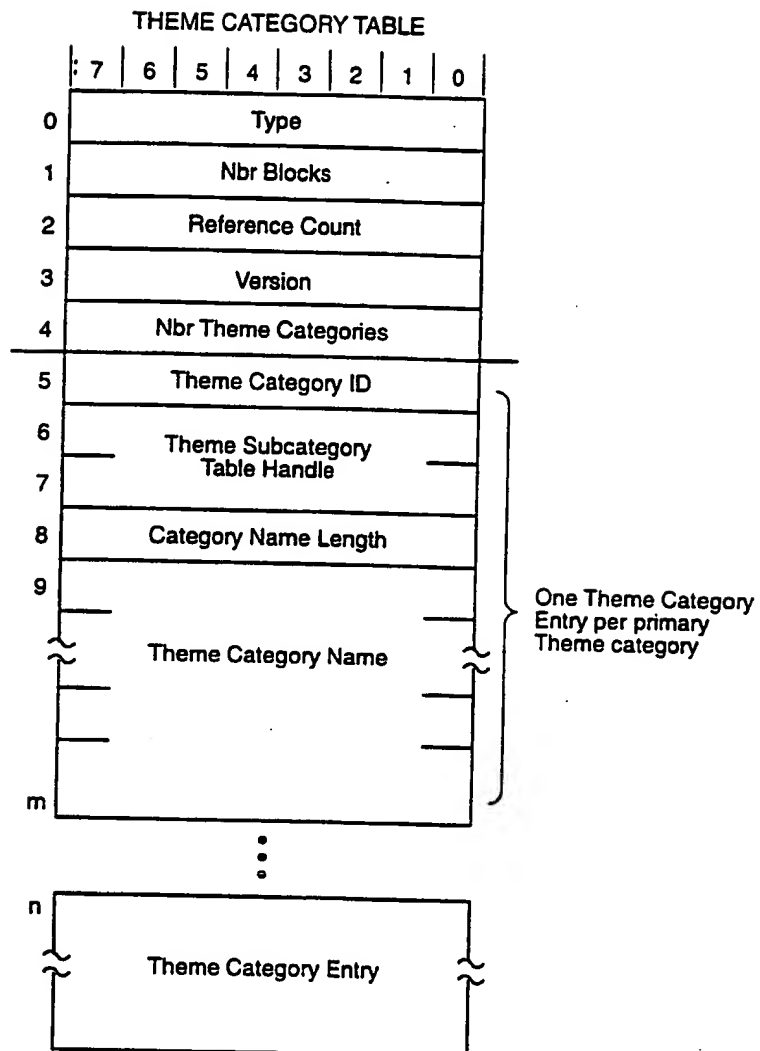 THEME CATEGORY TABLE
7 6 5 4 3 2 1 0
0 Type
1 Nbr Blocks
2 Reference Count
3 Version
4 Nbr Theme Categories
5 Theme Category ID
6
Theme Subcategory
Table Handle
7
8 Category Name Length
9
One Theme Category
Entry per primary
Theme category
Theme Category Name
m
n
Theme Category Entry